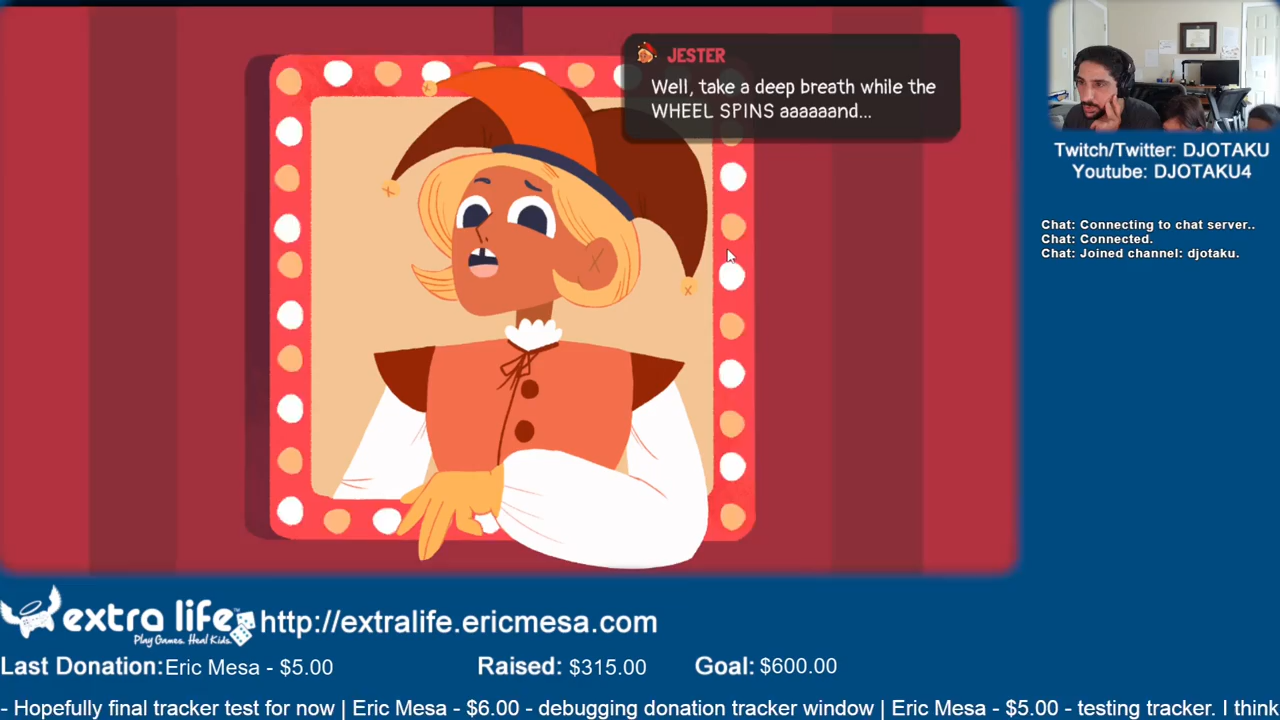 JESTER
Well, take a deep breath while the
WHEEL SPINS aaaaaand...
Twitch/Twitter: DJOTAKU
Youtube: DJOTAKU4
Chat: Connecting to chat server..
Chat: Connected.
Chat: Joined channel: djotaku.
extra life
Play Games. Heal Kids.
http://extralife.ericmesa.com
Last Donation: Eric Mesa - $5.00 Raised: $315.00 Goal: $600.00
- Hopefully final tracker test for now | Eric Mesa - $6.00 - debugging donation tracker window | Eric Mesa - $5.00 - testing tracker. I think